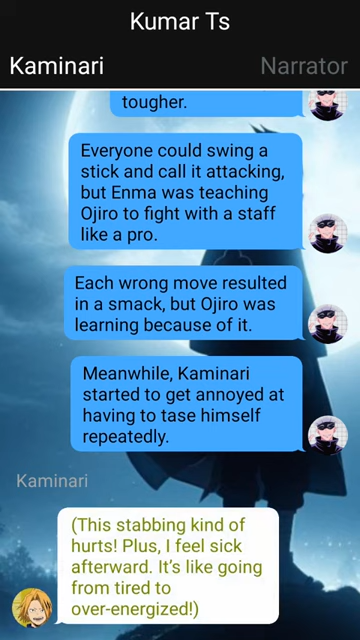 Kumar Ts
Kaminari
Narrator
tougher.
Everyone could swing a
stick and call it attacking,
but Enma was teaching
Ojiro to fight with a staff
like a pro.
Each wrong move resulted
in a smack, but Ojiro was
learning because of it.
Meanwhile, Kaminari
started to get annoyed at
having to tase himself
repeatedly.
Kaminari
(This stabbing kind of
hurts! Plus, I feel sick
afterward. It's like going
from tired to
over-energized!)